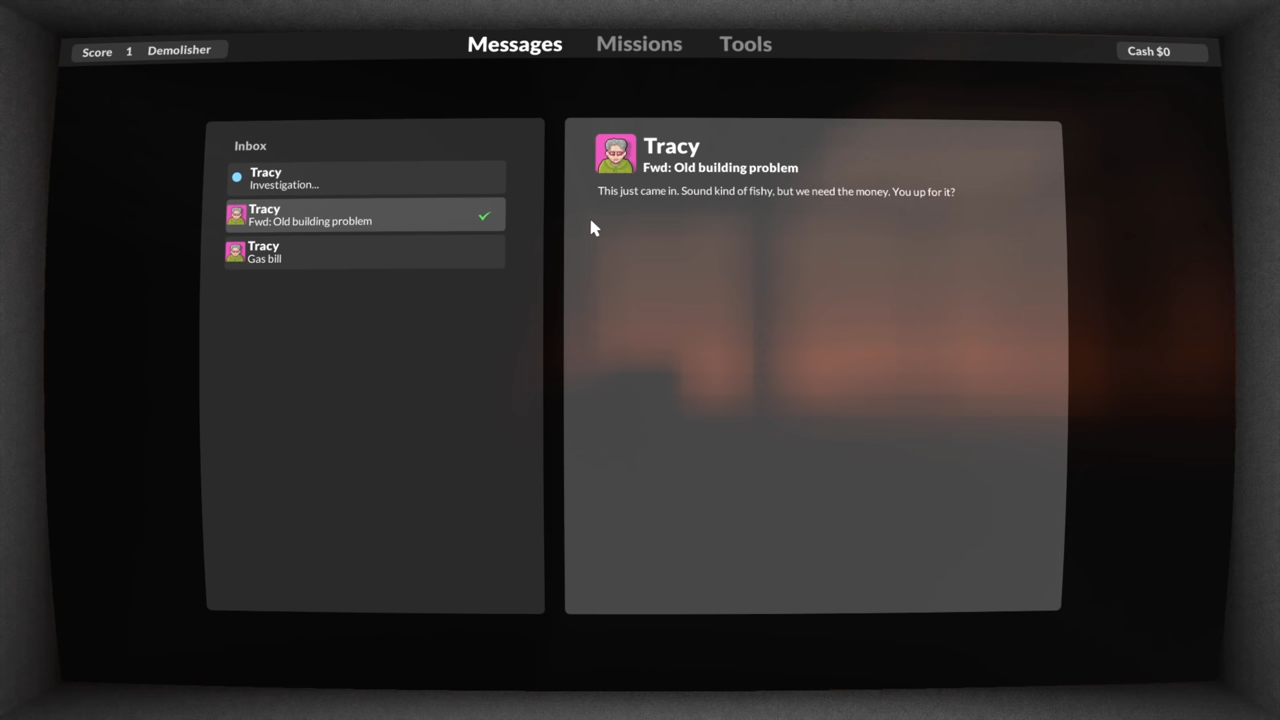 Score 1 Demolisher
Messages Missions Tools
Cash $0
Inbox
Tracy
Investigation...
Tracy
Fwd: Old building problem
Tracy
Gas bill
Tracy
Fwd: Old building problem
This just came in. Sound kind of fishy, but we need the money. You up for it?